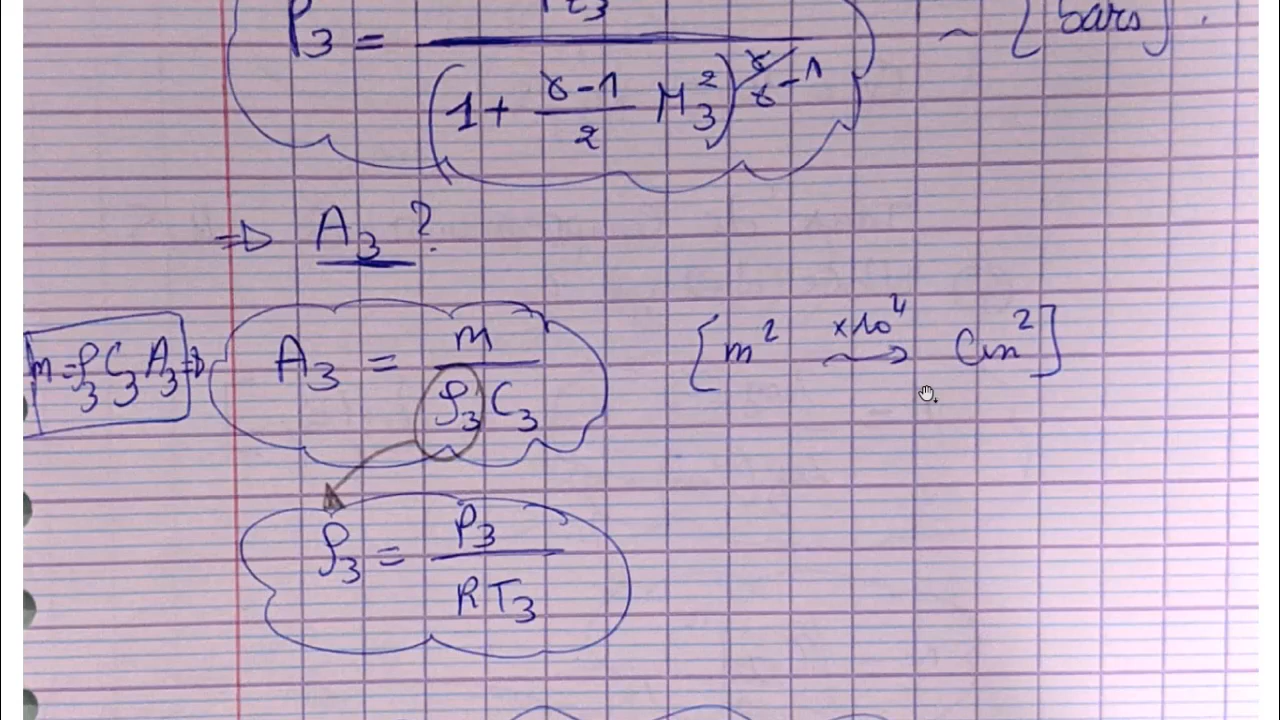 P₃ = Pt₃ / (1 + (γ-1)/2 M₃²)^(γ/γ-1) ~ [bars].
⇒ A₃ ?
m = ρ₃ C₃ A₃ ⇒ A₃ = m / ρ₃ C₃ [m² ×10⁴ → cm²]
ρ₃ = P₃ / RT₃